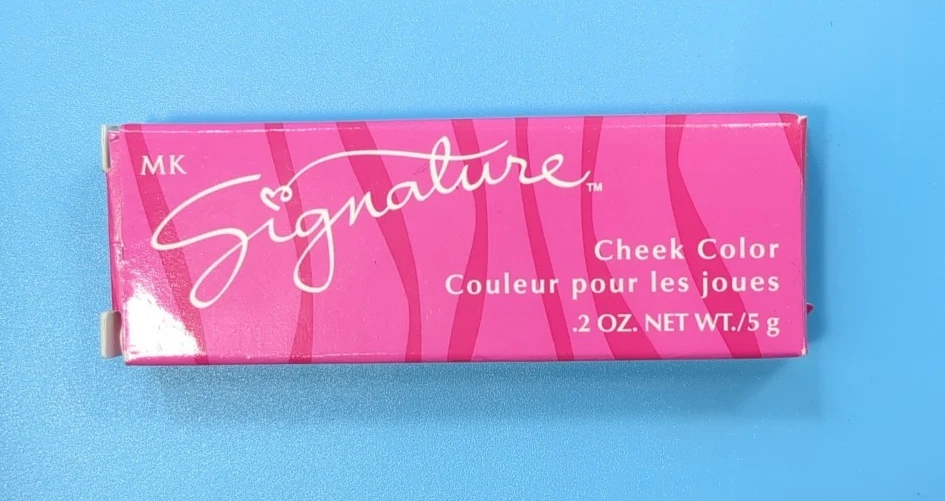 MK
Signature™
Cheek Color
Couleur pour les joues
.2 OZ. NET WT./5 g